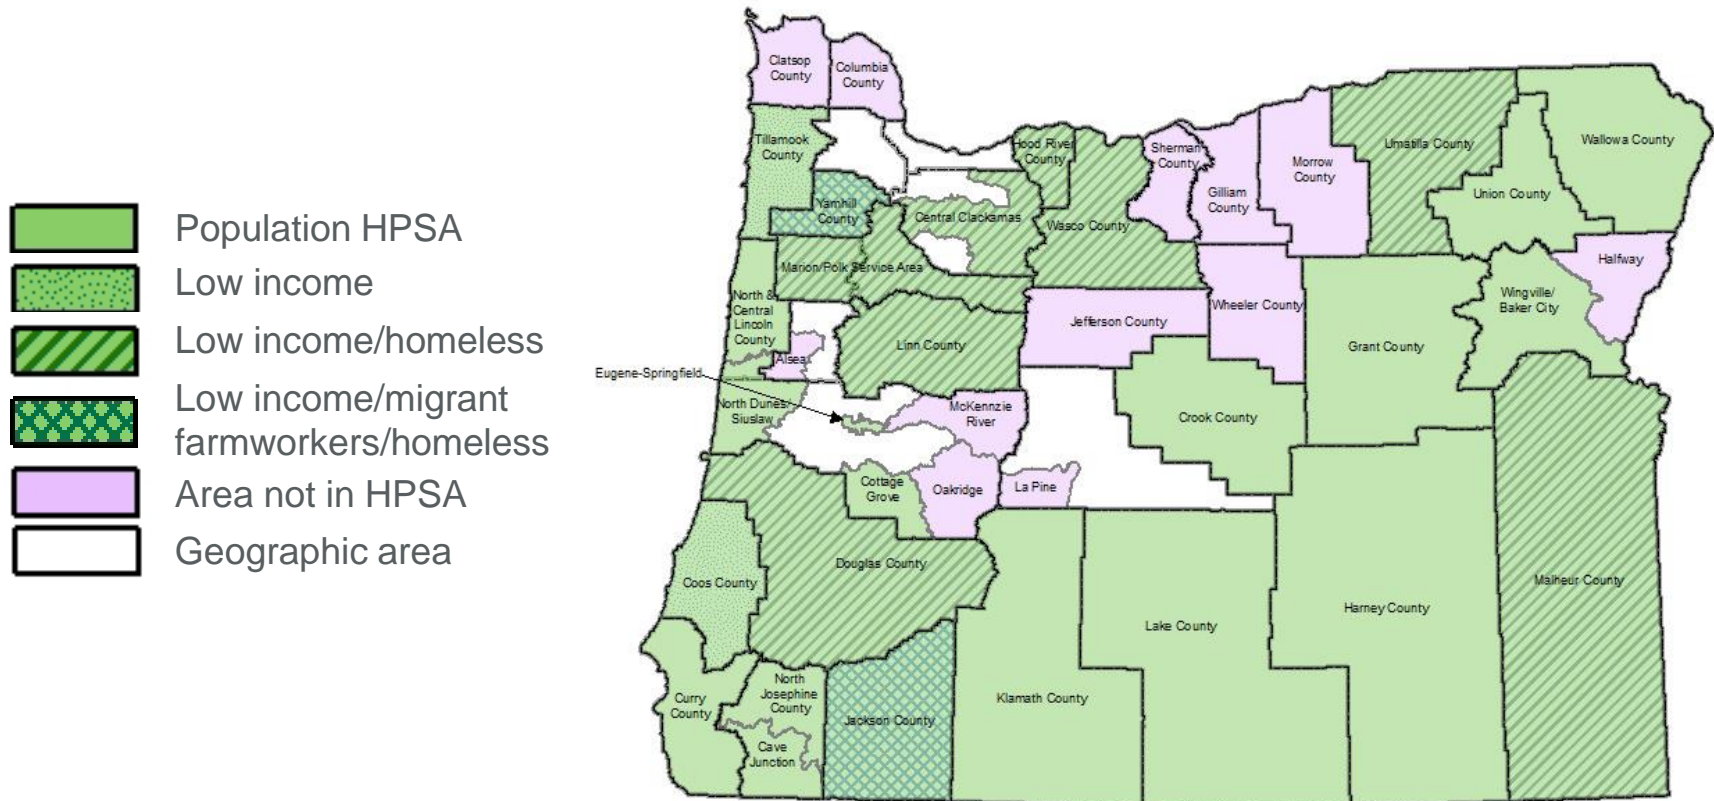 Population HPSA
Low income
Low income/homeless
Low income/migrant
farmworkers/homeless
Area not in HPSA
Geographic area
Clatsop
County
Columbia
County
Tillamook
County
Yamhill
County
Hood River
County
Central Clackamas
Wasco County
Sherman
County
Gilliam
County
Morrow
County
Umatilla County
Union County
Wallowa County
Marion/Polk Service Area
North &
Central
Lincoln
County
Alsea
Linn County
Jefferson County
Wheeler County
Grant County
Wingville/
Baker City
Halfway
Eugene-Springfield
North Dunes/
Siuslaw
McKennzie
River
Crook County
Cottage
Grove
Oakridge
La Pine
Coos County
Douglas County
Malheur County
Harney County
Lake County
Klamath County
Curry
County
North
Josephine
County
Cave
Junction
Jackson County